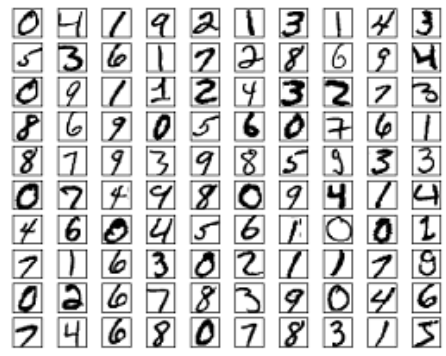 0 4 1 9 2 1 3 1 4 3
5 3 6 1 7 2 8 6 9 4
0 9 1 1 2 4 3 2 7 3
8 6 9 0 5 6 0 7 6 1
8 7 9 3 9 8 5 9 3 3
0 7 4 9 8 0 9 4 1 4
4 6 0 4 5 6 1 0 0 1
7 1 6 3 0 2 1 1 7 9
0 2 6 7 8 3 9 0 4 6
7 4 6 8 0 7 8 3 1 5